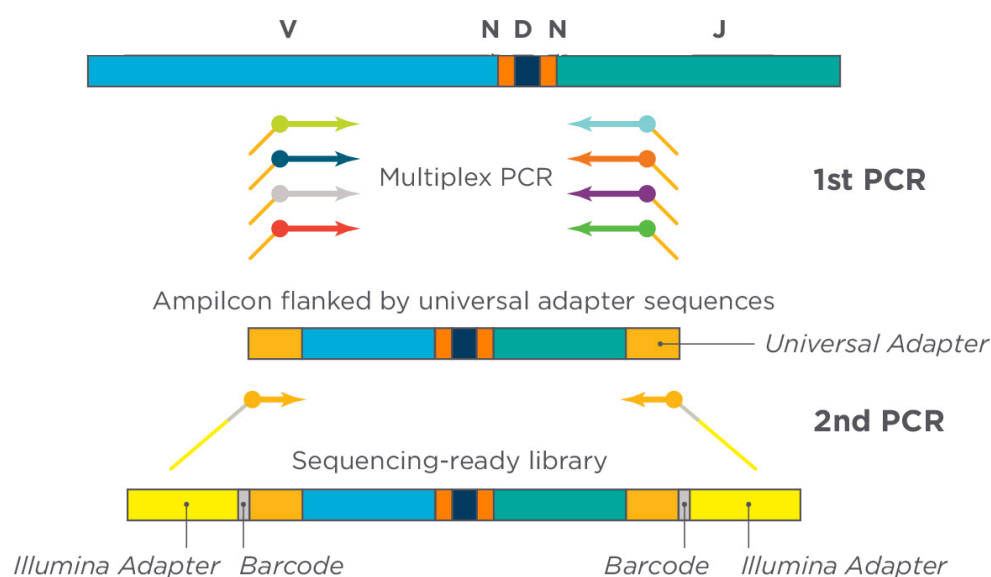 V N D N J
Multiplex PCR
1st PCR
Ampilcon flanked by universal adapter sequences
Universal Adapter
2nd PCR
Sequencing-ready library
Illumina Adapter Barcode Barcode Illumina Adapter